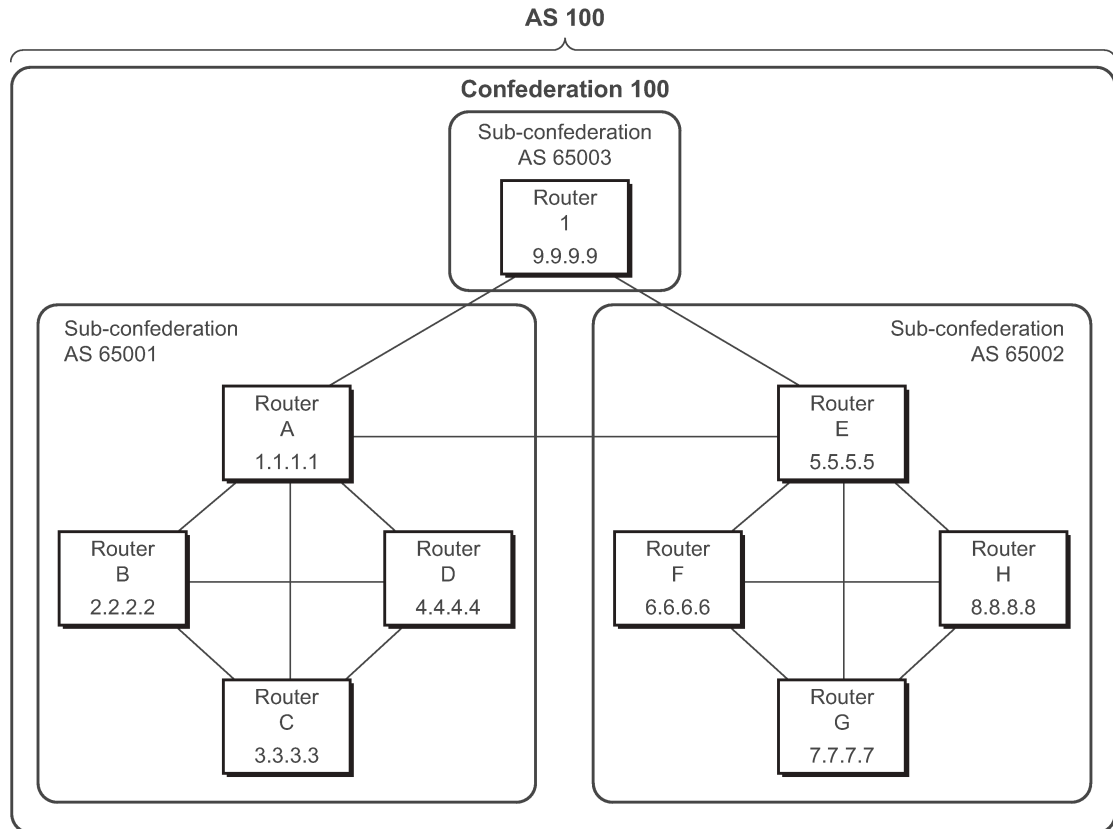 AS 100
Confederation 100
Sub-confederation
AS 65003
Router
1
9.9.9.9
Sub-confederation
AS 65001
Router
A
1.1.1.1
Router
B
2.2.2.2
Router
D
4.4.4.4
Router
C
3.3.3.3
Sub-confederation
AS 65002
Router
E
5.5.5.5
Router
F
6.6.6.6
Router
H
8.8.8.8
Router
G
7.7.7.7